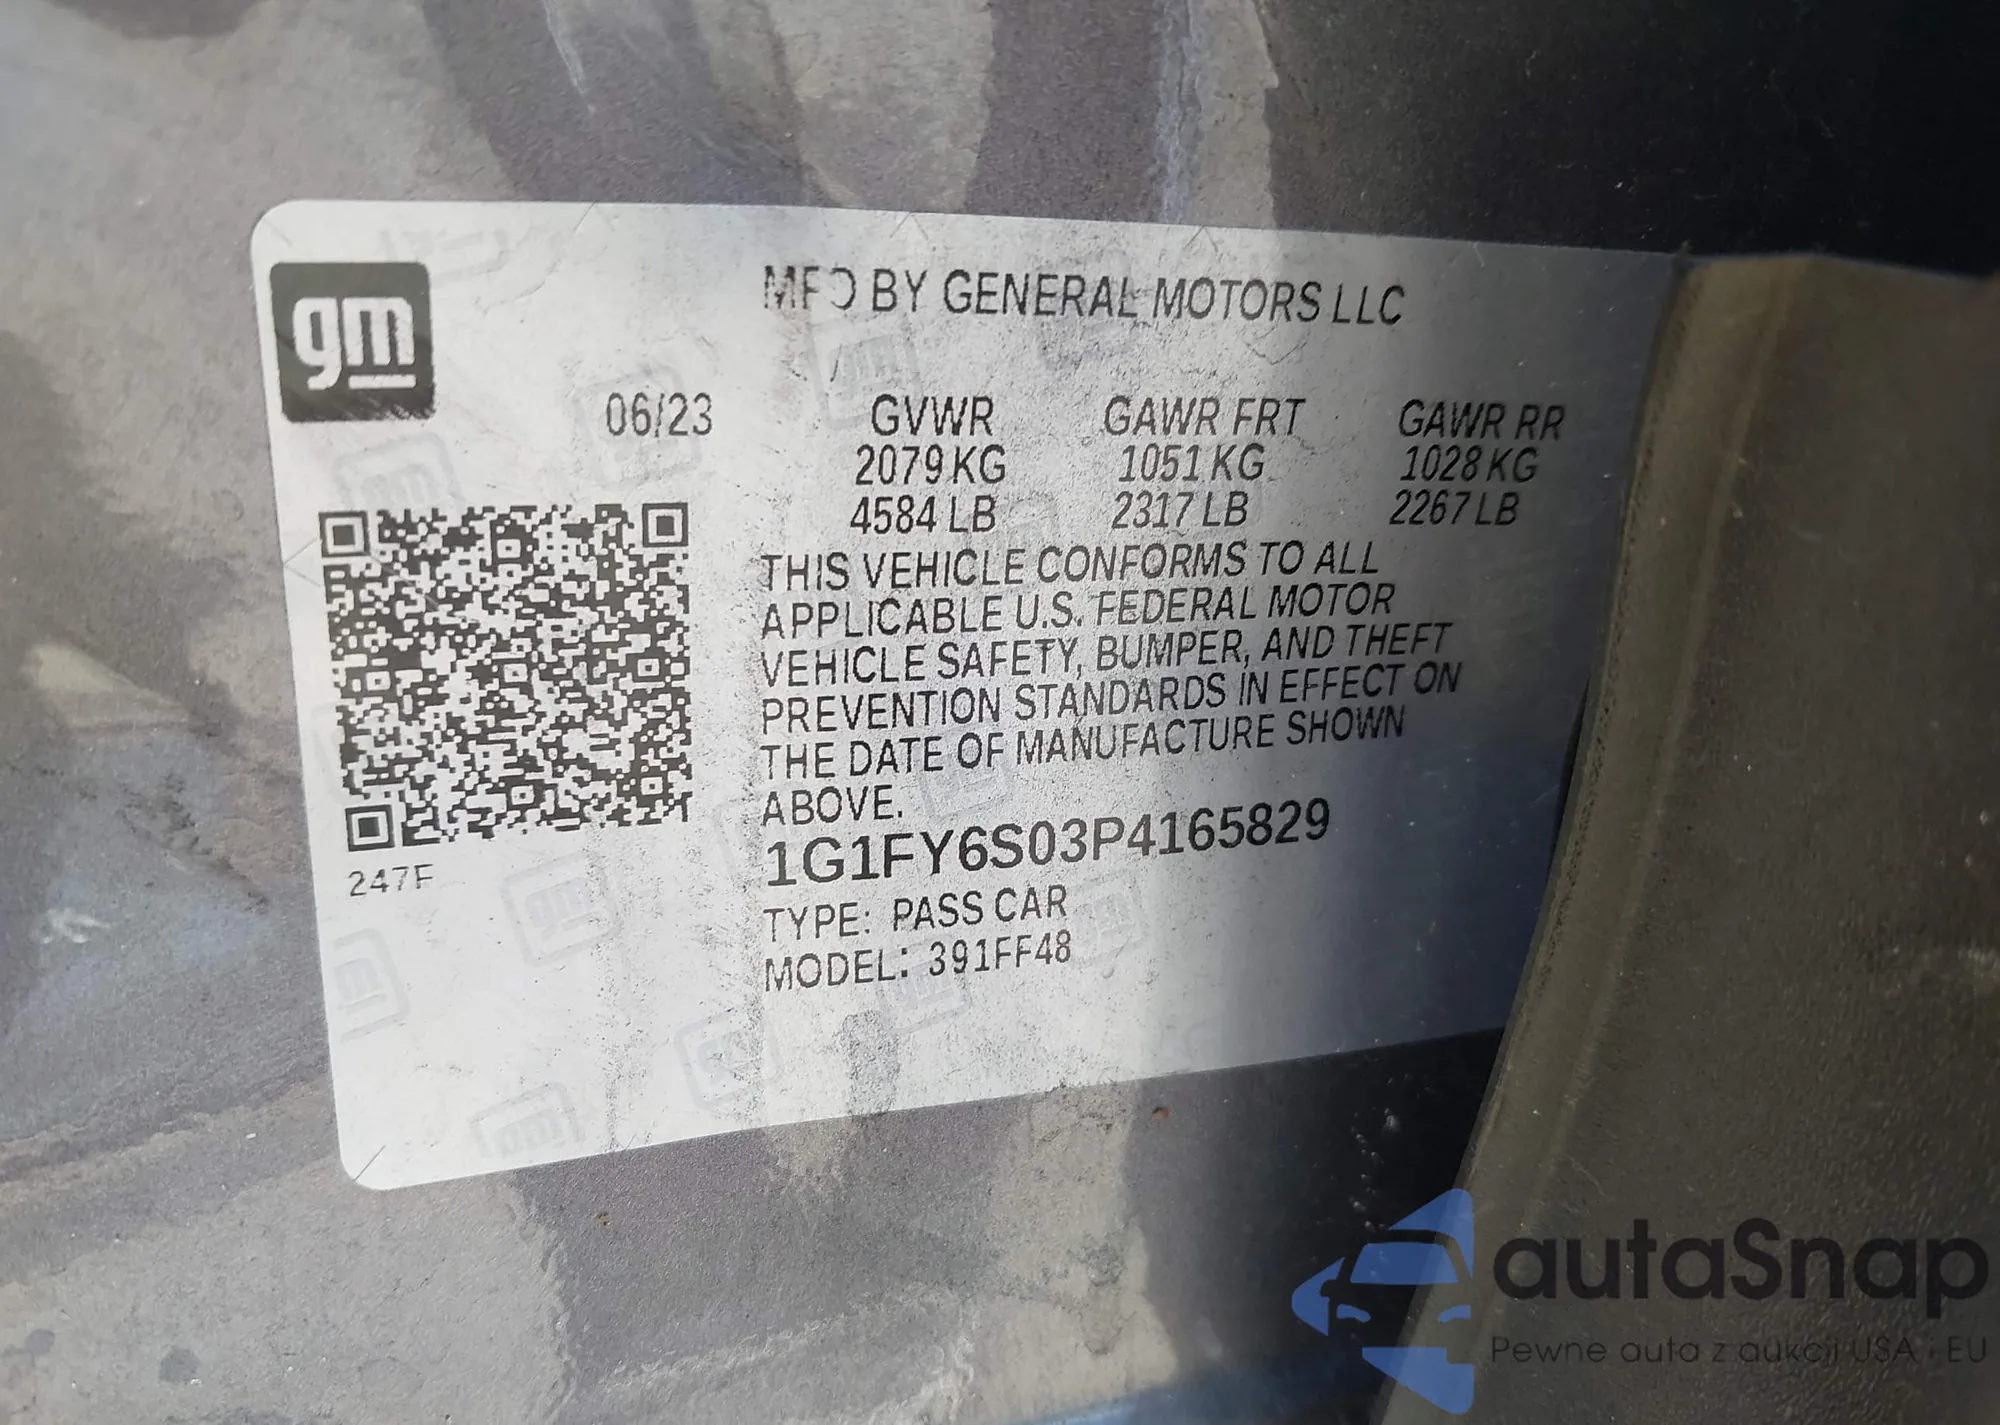 gm
MFD BY GENERAL MOTORS LLC
06/23 GVWR GAWR FRT GAWR RR
2079 KG 1051 KG 1028 KG
4584 LB 2317 LB 2267 LB
THIS VEHICLE CONFORMS TO ALL
APPLICABLE U.S. FEDERAL MOTOR
VEHICLE SAFETY, BUMPER, AND THEFT
PREVENTION STANDARDS IN EFFECT ON
THE DATE OF MANUFACTURE SHOWN
ABOVE.
1G1FY6S03P4165829
247F
TYPE: PASS CAR
MODEL: 391FF48
autaSnap
Pewne auta z aukcji USA i EU